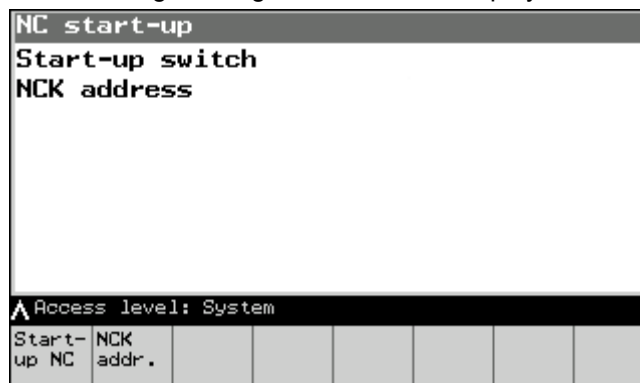 NC start-up
Start-up switch
NCK address
Access level: System
Start-
up NC
NCK
addr.